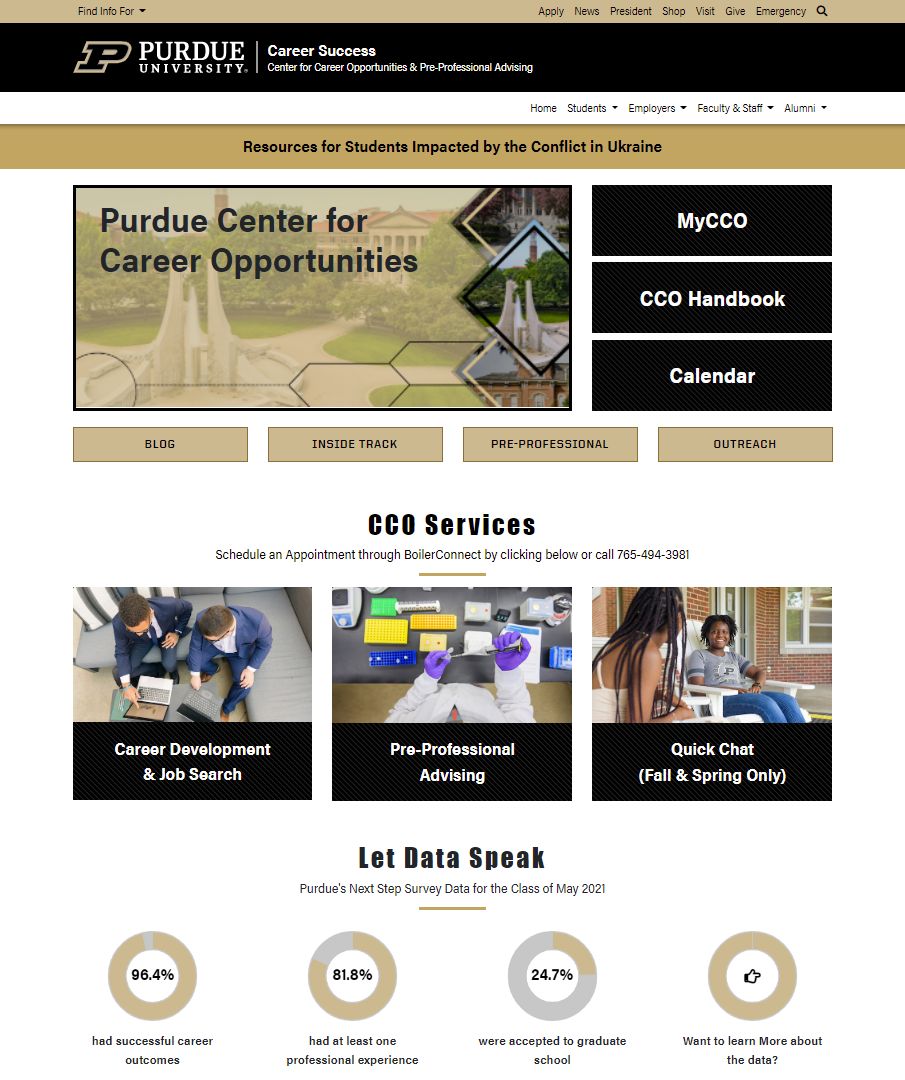 Find Info For
Apply News President Shop Visit Give Emergency
PURDUE
UNIVERSITY®
Career Success
Center for Career Opportunities & Pre-Professional Advising
Home Students Employers Faculty & Staff Alumni
Resources for Students Impacted by the Conflict in Ukraine
Purdue Center for
Career Opportunities
MyCCO
CCO Handbook
Calendar
BLOG
INSIDE TRACK
PRE-PROFESSIONAL
OUTREACH
CCO Services
Schedule an Appointment through BoilerConnect by clicking below or call 765-494-3981
Career Development
& Job Search
Pre-Professional
Advising
Quick Chat
(Fall & Spring Only)
Let Data Speak
Purdue's Next Step Survey Data for the Class of May 2021
96.4%
had successful career
outcomes
81.8%
had at least one
professional experience
24.7%
were accepted to graduate
school
Want to learn More about
the data?